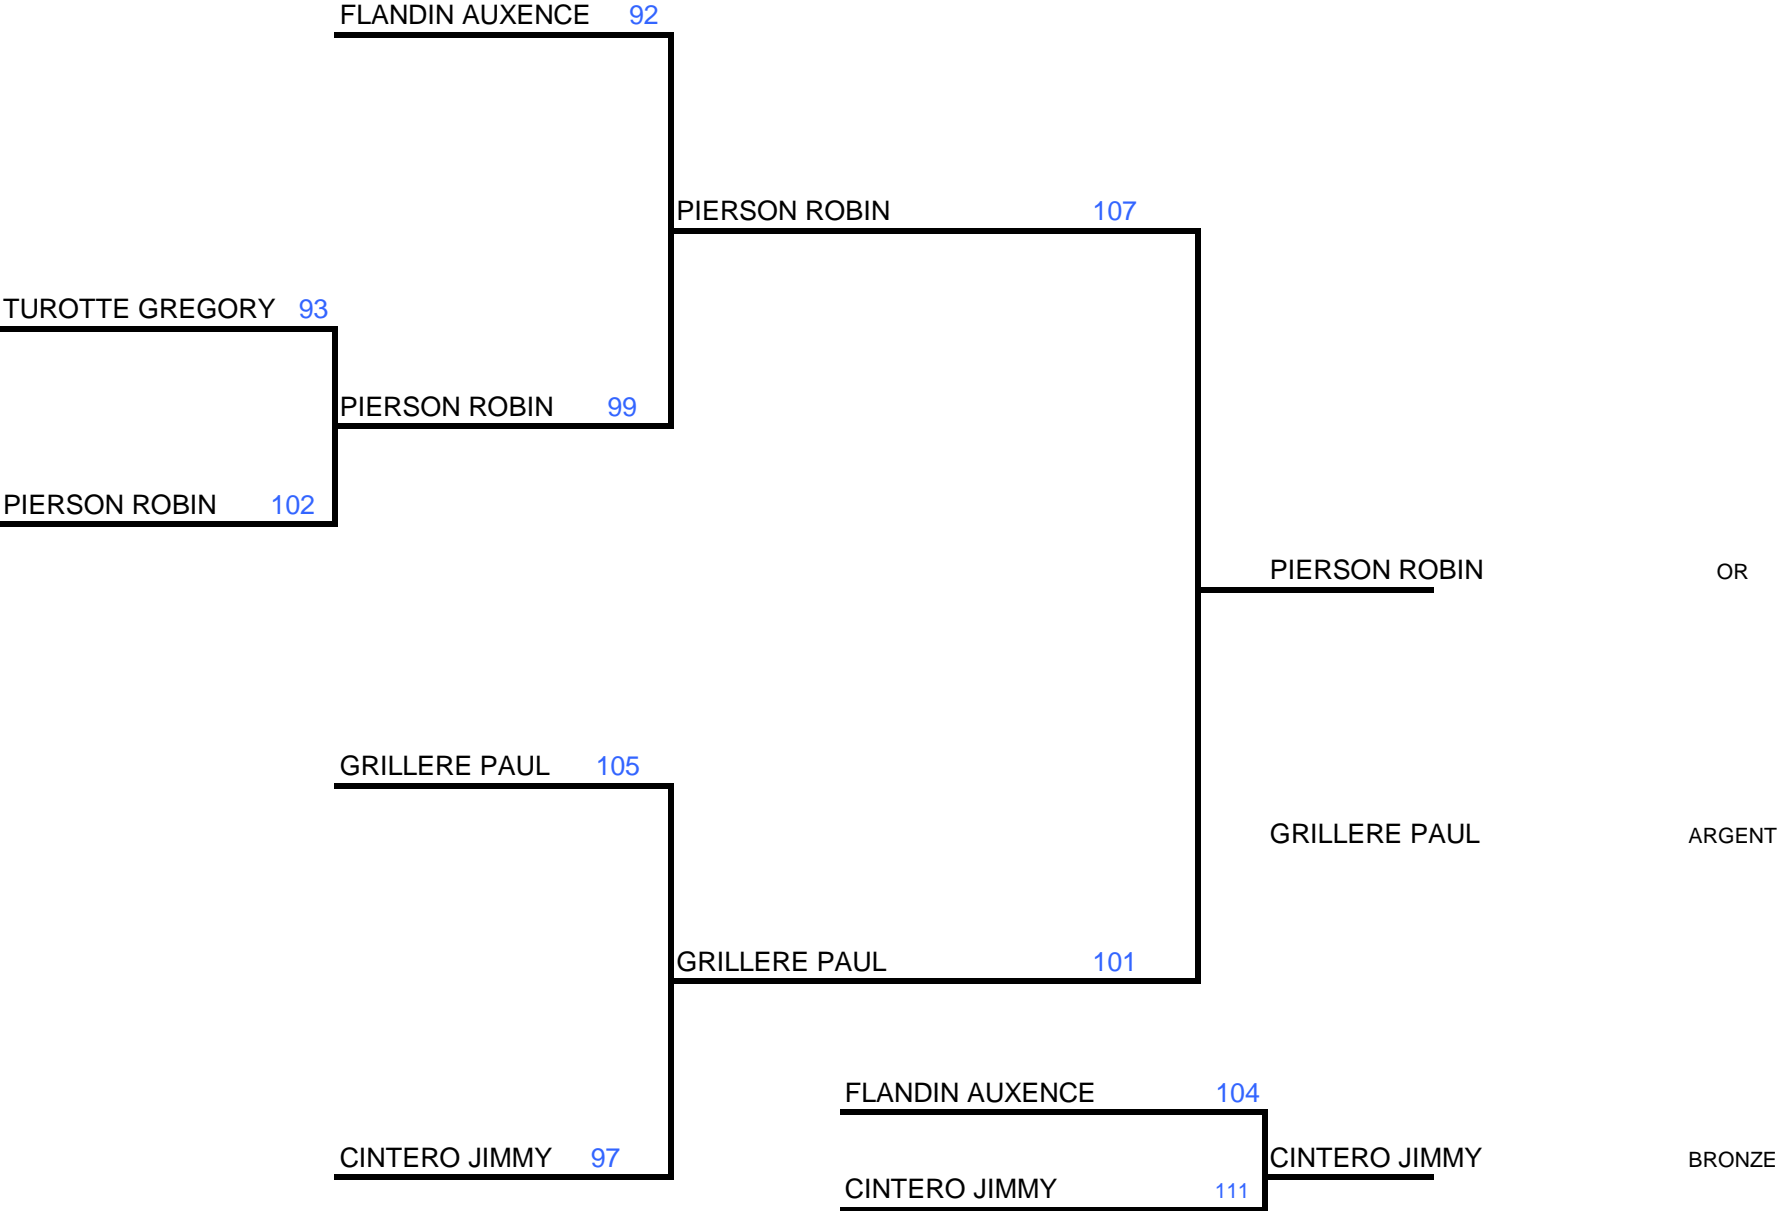 FLANDIN AUXENCE 92
PIERSON ROBIN 107
TUROTTE GREGORY 93
PIERSON ROBIN 99
PIERSON ROBIN 102
PIERSON ROBIN OR
GRILLERE PAUL 105
GRILLERE PAUL ARGENT
GRILLERE PAUL 101
FLANDIN AUXENCE 104
CINTERO JIMMY 97 CINTERO JIMMY BRONZE
CINTERO JIMMY 111